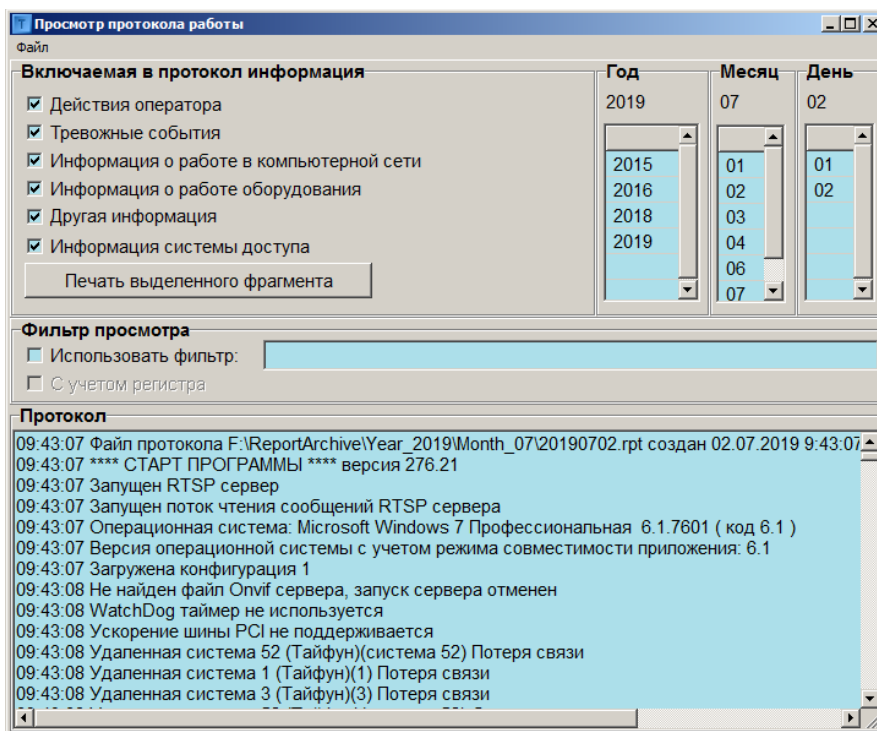 Просмотр протокола работы
Файл
Включаемая в протокол информация
Действия оператора
Тревожные события
Информация о работе в компьютерной сети
Информация о работе оборудования
Другая информация
Информация системы доступа
Печать выделенного фрагмента
Год
2019
2015
2016
2018
2019
Месяц
07
01
02
03
04
06
07
День
02
01
02
Фильтр просмотра
Использовать фильтр:
С учетом регистра
Протокол
09:43:07 Файл протокола F:\ReportArchive\Year_2019\Month_07\20190702.rpt создан 02.07.2019 9:43:07
09:43:07 **** СТАРТ ПРОГРАММЫ **** версия 276.21
09:43:07 Запущен RTSP сервер
09:43:07 Запущен поток чтения сообщений RTSP сервера
09:43:07 Операционная система: Microsoft Windows 7 Профессиональная 6.1.7601 ( код 6.1 )
09:43:07 Версия операционной системы с учетом режима совместимости приложения: 6.1
09:43:07 Загружена конфигурация 1
09:43:08 Не найден файл Onvif сервера, запуск сервера отменен
09:43:08 WatchDog таймер не используется
09:43:08 Ускорение шины PCI не поддерживается
09:43:08 Удаленная система 52 (Тайфун)(система 52) Потеря связи
09:43:08 Удаленная система 1 (Тайфун)(1) Потеря связи
09:43:08 Удаленная система 3 (Тайфун)(3) Потеря связи